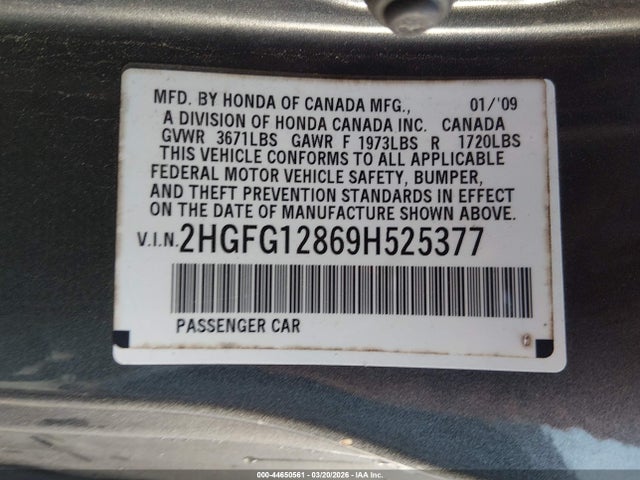 MFD. BY HONDA OF CANADA MFG., 01/'09
A DIVISION OF HONDA CANADA INC. CANADA
GVWR 3671LBS GAWR F 1973LBS R 1720LBS
THIS VEHICLE CONFORMS TO ALL APPLICABLE
FEDERAL MOTOR VEHICLE SAFETY, BUMPER,
AND THEFT PREVENTION STANDARDS IN EFFECT
ON THE DATE OF MANUFACTURE SHOWN ABOVE.
V.I.N. 2HGFG12869H525377
PASSENGER CAR
000-44650561 - 03/20/2026 - IAA Inc.